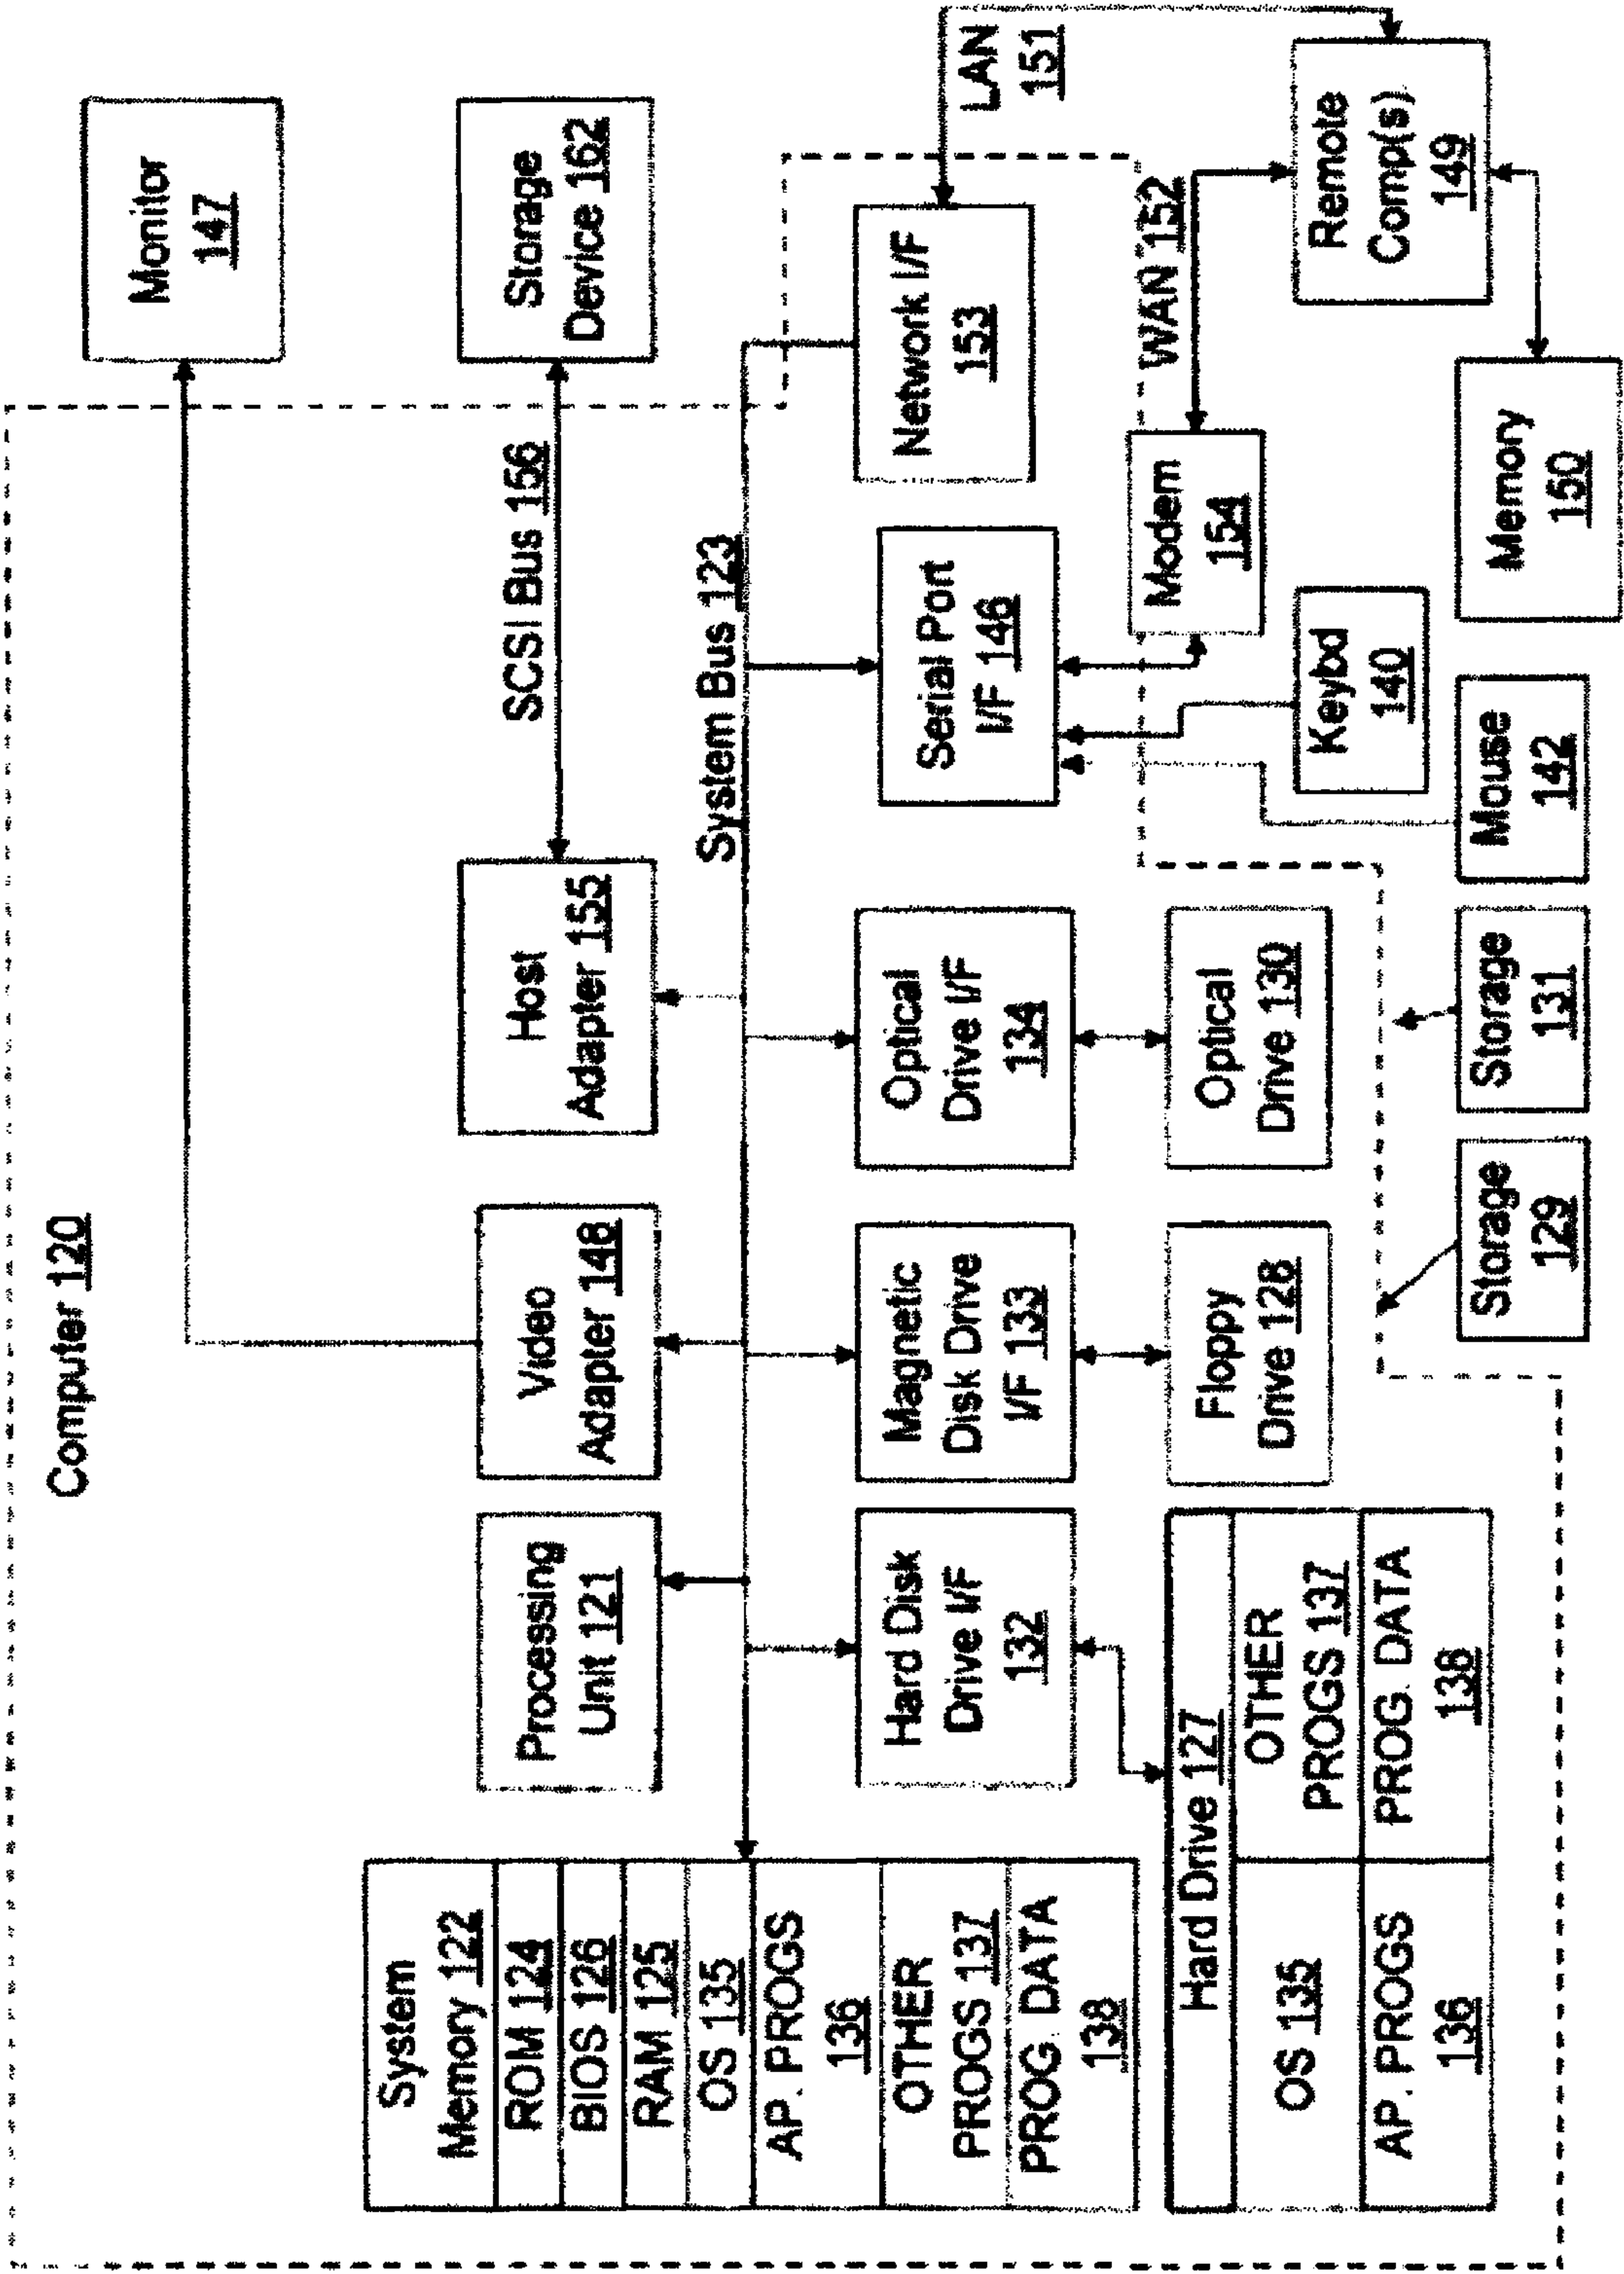 Computer 120
System
Memory 122
ROM 124
BIOS 126
RAM 125
OS 135
AP. PROGS
136
OTHER
PROGS 137
PROG. DATA
138
Processing
Unit 121
Video
Adapter 148
Host
Adapter 155
SCSI Bus 156
Monitor
147
Storage
Device 162
System Bus 123
Hard Disk
Drive I/F
132
Magnetic
Disk Drive
I/F 133
Optical
Drive I/F
134
Serial Port
I/F 146
Network I/F
153
LAN
151
Hard Drive 127
OS 135
OTHER
PROGS 137
AP. PROGS
136
PROG. DATA
138
Floppy
Drive 128
Optical
Drive 130
Modem
154
WAN 152
Keybd
140
Remote
Comp(s)
149
Storage
129
Storage
131
Mouse
142
Memory
150